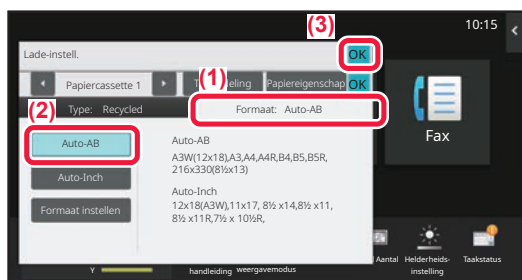 10:15
(3)
Lade-instell.
OK
Papiercassette 1
(1)
eling
Papiereigenschap
OK
(2)
Type: Recycled
Formaat: Auto-AB
Auto-AB
Auto-AB
A3W(12x18),A3,A4,A4R,B4,B5,B5R,
216x330(8½x13)
Auto-Inch
Auto-Inch
12x18(A3W),11x17, 8½ x14,8½ x11,
8½ x11R,7½ x 10½R,
Formaat instellen
Fax
Y
handleiding
weergavemodus
Aantal
Helderheids-
instelling
Taakstatus